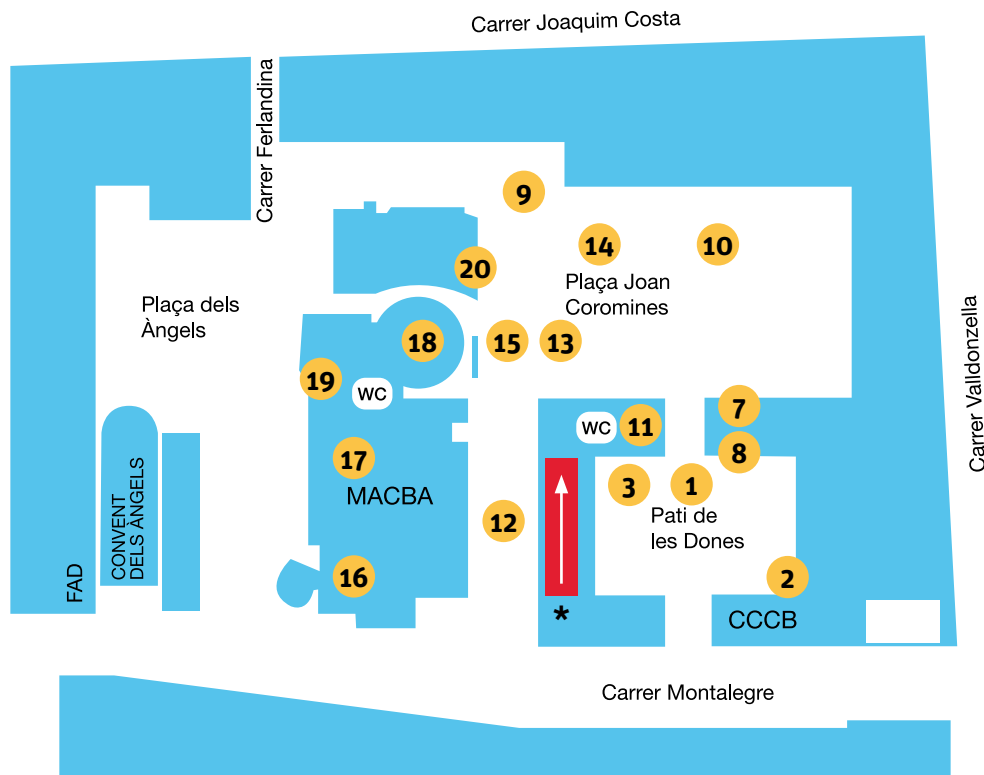 Carrer Joaquim Costa
Carrer Ferlandina
9
14
10
20
Plaça Joan
Coromines
Plaça dels
Àngels
18
15
13
19
WC
7
11
WC
8
Carrer Valldonzella
17
MACBA
3
1
12
Pati de
les Dones
CONVENT
DELS ÀNGELS
FAD
16
2
*
CCCB
Carrer Montalegre